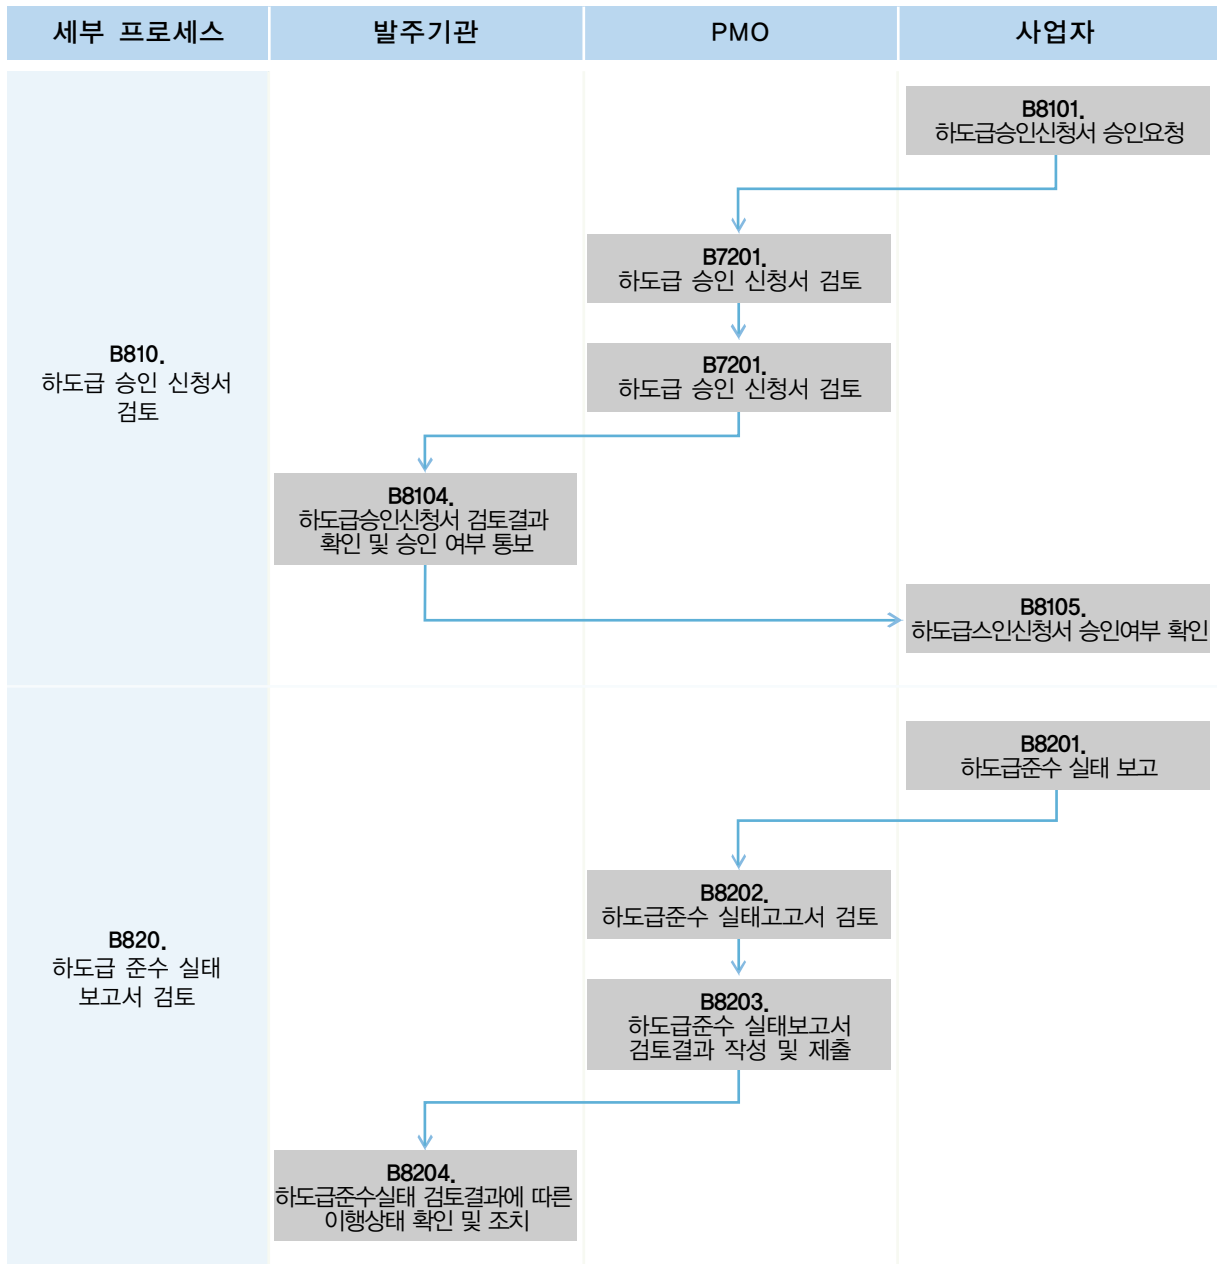 세부 프로세스
발주기관
PMO
사업자
B810.
하도급 승인 신청서
검토
B8101.
하도급승인신청서 승인요청
B7201.
하도급 승인 신청서 검토
B7201.
하도급 승인 신청서 검토
B8104.
하도급승인신청서 검토결과
확인 및 승인 여부 통보
B8105.
하도급스인신청서 승인여부 확인
B820.
하도급 준수 실태
보고서 검토
B8201.
하도급준수 실태 보고
B8202.
하도급준수 실태고고서 검토
B8203.
하도급준수 실태보고서
검토결과 작성 및 제출
B8204.
하도급준수실태 검토결과에 따른
이행상태 확인 및 조치